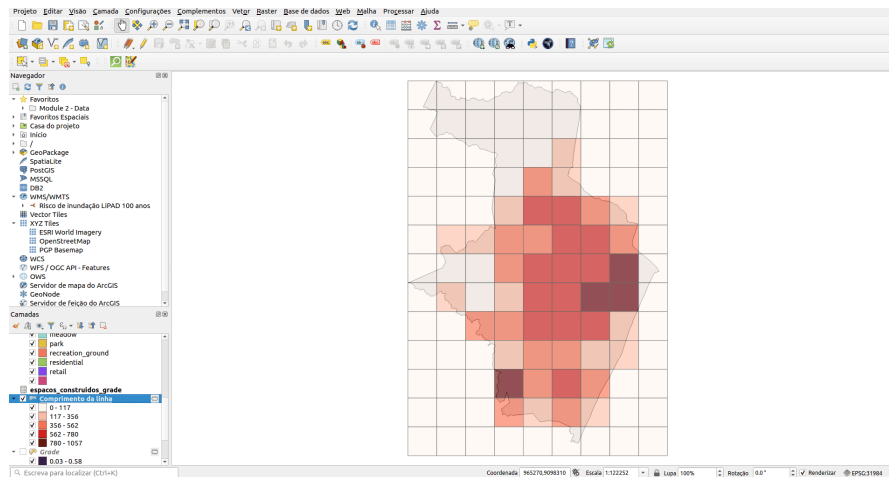 Projeto Editar Visão Camada Configurações Complementos Vetor Raster Base de dados Web Malha Processar Ajuda
Navegador
Favoritos
Module 2 - Data
Favoritos Espaciais
Casa do projeto
Início
/
GeoPackage
SpatiaLite
PostGIS
MSSQL
DB2
WMS/WMTS
Risco de inundação LiPAD 100 anos
Vector Tiles
XYZ Tiles
ESRI World Imagery
OpenStreetMap
PGP Basemap
WCS
WFS / OGC API - Features
OWS
Servidor de mapa do ArcGIS
GeoNode
Servidor de feição do ArcGIS
Camadas
meadow
park
recreation_ground
residential
retail
espacos_construidos_grade
Comprimento da linha
0 - 117
117 - 356
356 - 562
562 - 780
780 - 1057
Grade
0.03 - 0.58
Escreva para localizar (Ctrl+K)
Coordenada 965270,9098310 Escala 1:122252 Lupa 100% Rotação 0.0° Renderizar EPSG:31984